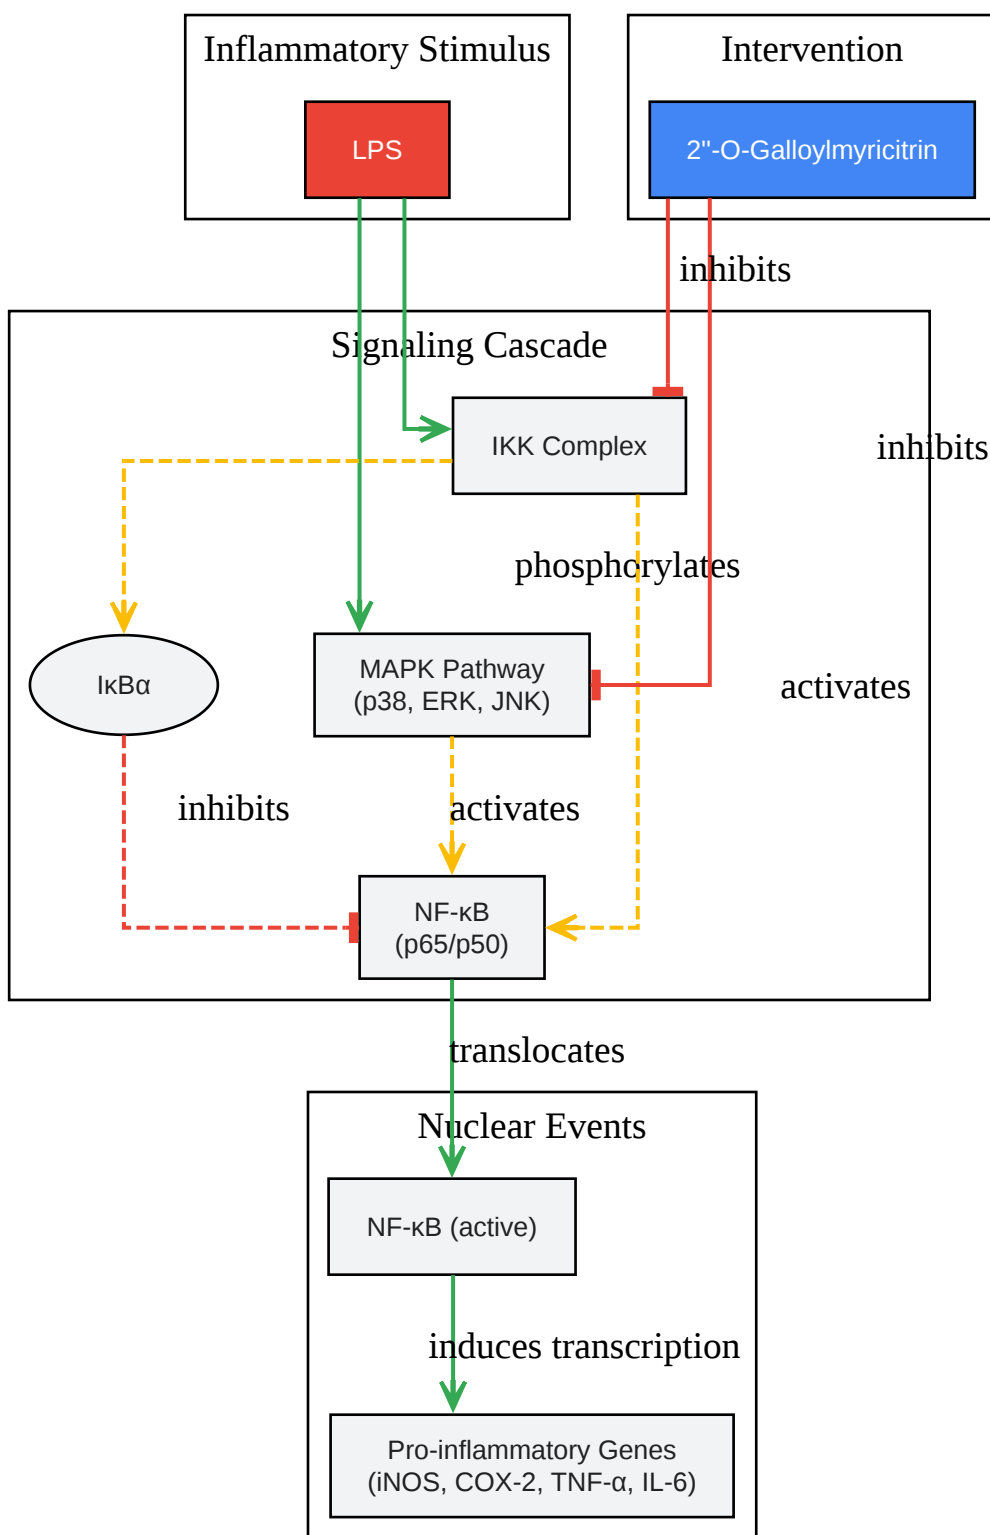 Inflammatory Stimulus
Intervention
LPS
2"-O-Galloylmyricitrin
inhibits
Signaling Cascade
IKK Complex
inhibits
phosphorylates
IκBα
MAPK Pathway
(p38, ERK, JNK)
activates
inhibits
activates
NF-κB
(p65/p50)
translocates
Nuclear Events
NF-κB (active)
induces transcription
Pro-inflammatory Genes
(iNOS, COX-2, TNF-α, IL-6)